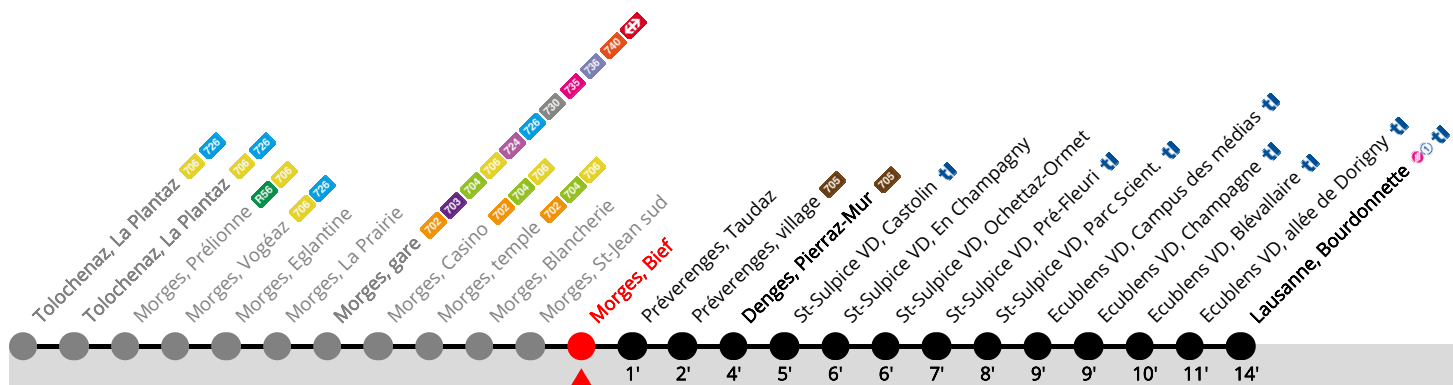 Tolochenaz, La Plantaz 706 726
Tolochenaz, La Plantaz 706 726
Morges, Prélionne R56 706
Morges, Vogéaz 706 726
Morges, Eglantine
Morges, La Prairie
Morges, gare 702 703 704 706 724 726 730 735 736 740
Morges, Casino 702 704 706
Morges, temple 702 704 706
Morges, Blancherie
Morges, St-Jean sud
Morges, Bief
Préverenges, Taudaz
Préverenges, village 705
Denges, Pierraz-Mur 705
St-Sulpice VD, Castolin tl
St-Sulpice VD, En Champagny
St-Sulpice VD, Ochettaz-Ormet
St-Sulpice VD, Pré-Fleuri tl
St-Sulpice VD, Parc Scient. tl
Ecublens VD, Campus des médias tl
Ecublens VD, Champagne tl
Ecublens VD, Blévallaire tl
Ecublens VD, allée de Dorigny tl
Lausanne, Bourdonnette m 1 tl
1' 2' 4' 5' 6' 6' 7' 8' 9' 9' 10' 11' 14'